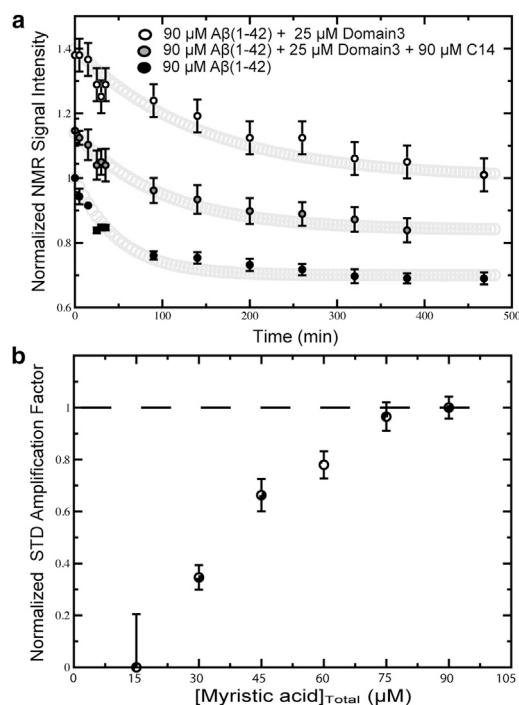 a
90 μM Aβ(1-42) + 25 μM Domain3
90 μM Aβ(1-42) + 25 μM Domain3 + 90 μM C14
90 μM Aβ(1-42)
Normalized NMR Signal Intensity
1.4
1.2
1
0.8
0.6
0
100
200
300
400
500
Time (min)
b
Normalized STD Amplification Factor
1
0.8
0.6
0.4
0.2
0
0
15
30
45
60
75
90
105
[Myristic acid]Total (μM)